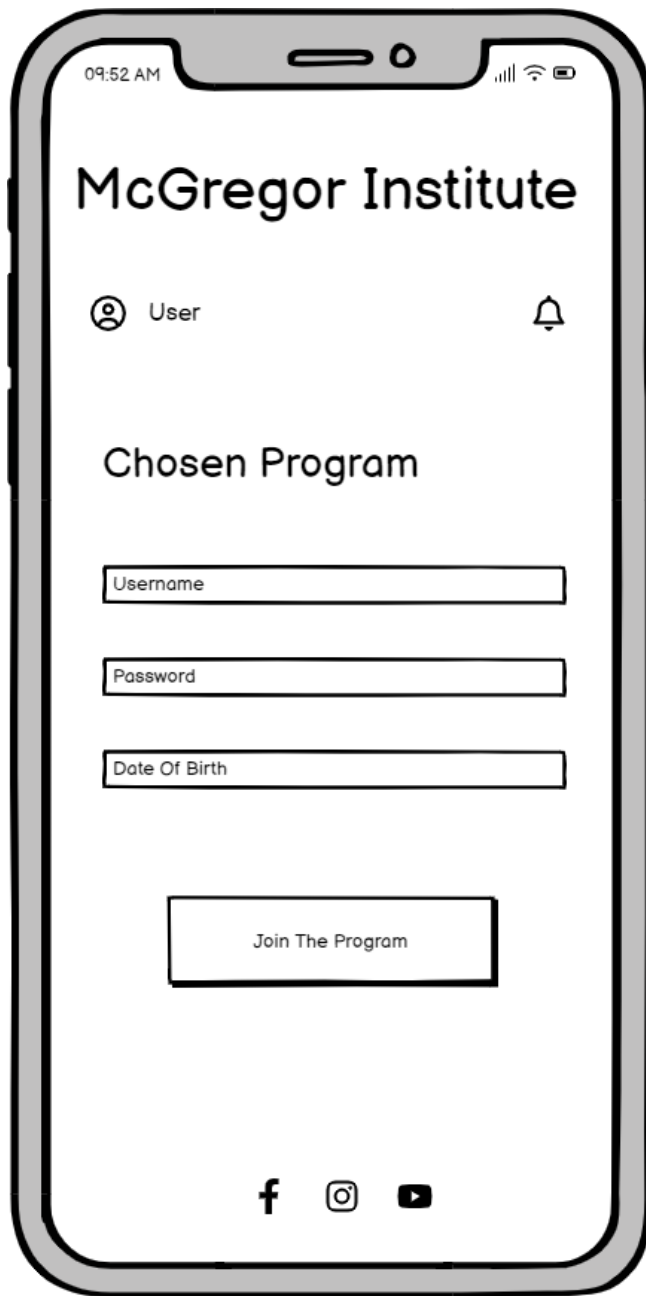 09:52 AM
McGregor Institute
User
Chosen Program
Username
Password
Date Of Birth
Join The Program